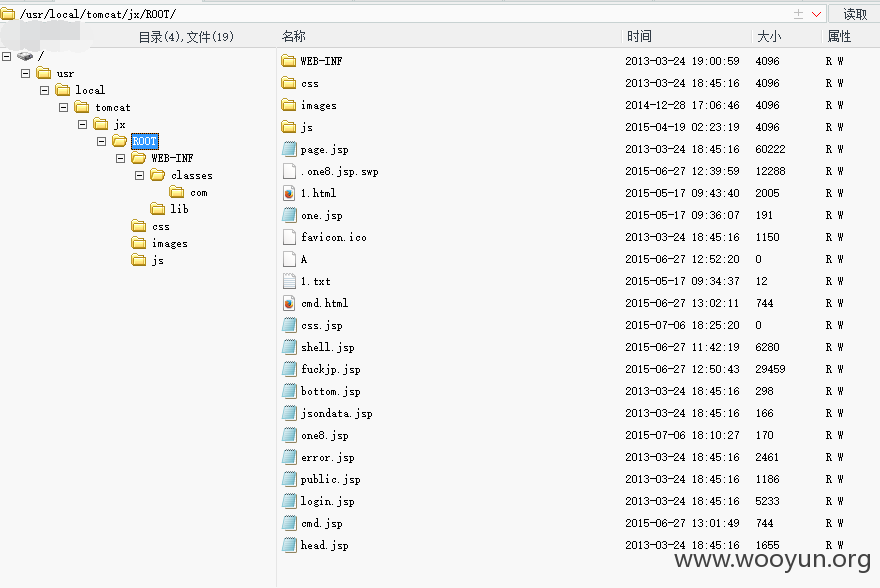 /usr/local/tomcat/jx/ROOT/ 读取
目录(4),文件(19) 名称 时间 大小 属性
/
usr
local
tomcat
jx
ROOT
WEB-INF
classes
com
lib
css
images
js
WEB-INF 2013-03-24 19:00:59 4096 R W
css 2013-03-24 18:45:16 4096 R W
images 2014-12-28 17:06:46 4096 R W
js 2015-04-19 02:23:19 4096 R W
page.jsp 2013-03-24 18:45:16 60222 R W
.one8.jsp.swp 2015-06-27 12:39:59 12288 R W
1.html 2015-05-17 09:43:40 2005 R W
one.jsp 2015-05-17 09:36:07 191 R W
favicon.ico 2013-03-24 18:45:16 1150 R W
A 2015-06-27 12:52:20 0 R W
1.txt 2015-05-17 09:34:37 12 R W
cmd.html 2015-06-27 13:02:11 744 R W
css.jsp 2015-07-06 18:25:20 0 R W
shell.jsp 2015-06-27 11:42:19 6280 R W
fuckjp.jsp 2015-06-27 12:50:43 29459 R W
bottom.jsp 2013-03-24 18:45:16 298 R W
jsondata.jsp 2013-03-24 18:45:16 166 R W
one8.jsp 2015-07-06 18:10:27 170 R W
error.jsp 2013-03-24 18:45:16 2461 R W
public.jsp 2013-03-24 18:45:16 1186 R W
login.jsp 2013-03-24 18:45:16 5233 R W
cmd.jsp 2015-06-27 13:01:49 744 R W
head.jsp 2013-03-24 18:45:16 1655 R W
www.wooyun.org